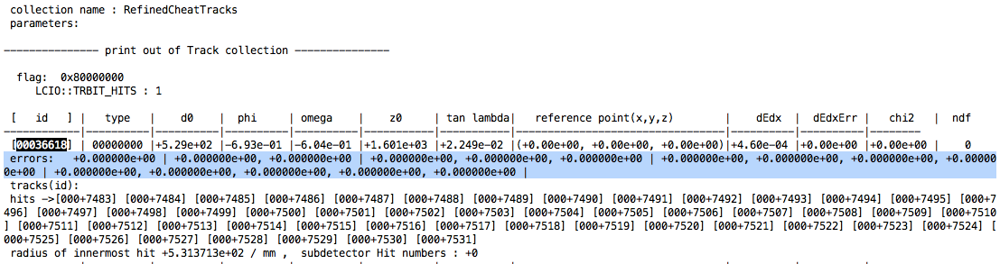 collection name : RefinedCheatTracks
parameters:
--------------- print out of Track collection ---------------
flag:  0x80000000
LCIO::TRBIT_HITS : 1
[   id   ] |   type   |    d0    |  phi     | omega    |    z0     | tan lambda|   reference point(x,y,z)        |    dEdx  |  dEdxErr |   chi2   |  ndf
-----------|----------|----------|----------|----------|-----------|-----------|---------------------------------|----------|----------|--------
[00036618] | 00000000 |+5.29e+02 |-6.93e-01 |-6.04e-01 |+1.601e+03 |+2.249e-02 |(+0.00e+00, +0.00e+00, +0.00e+00)|+4.60e-04 |+0.00e+00 |+0.00e+00 |    0
errors:   +0.000000e+00 | +0.000000e+00, +0.000000e+00 | +0.000000e+00, +0.000000e+00, +0.000000e+00 | +0.000000e+00, +0.000000e+00, +0.000000e+00, +0.00000
0e+00 | +0.000000e+00, +0.000000e+00, +0.000000e+00, +0.000000e+00, +0.000000e+00 |
tracks(id):
hits ->[000+7483] [000+7484] [000+7485] [000+7486] [000+7487] [000+7488] [000+7489] [000+7490] [000+7491] [000+7492] [000+7493] [000+7494] [000+7495] [000+7
496] [000+7497] [000+7498] [000+7499] [000+7500] [000+7501] [000+7502] [000+7503] [000+7504] [000+7505] [000+7506] [000+7507] [000+7508] [000+7509] [000+7510
] [000+7511] [000+7512] [000+7513] [000+7514] [000+7515] [000+7516] [000+7517] [000+7518] [000+7519] [000+7520] [000+7521] [000+7522] [000+7523] [000+7524] [
000+7525] [000+7526] [000+7527] [000+7528] [000+7529] [000+7530] [000+7531]
radius of innermost hit +5.313713e+02 / mm ,  subdetector Hit numbers : +0